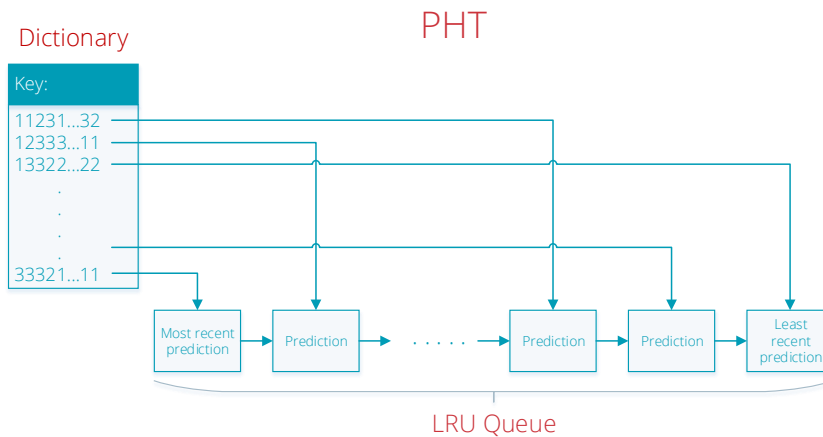 PHT
Dictionary
Key:
11231...32
12333...11
13322...22
.
.
.
.
33321...11
Most recent
prediction
Prediction
. . . . .
Prediction
Prediction
Least
recent
prediction
LRU Queue